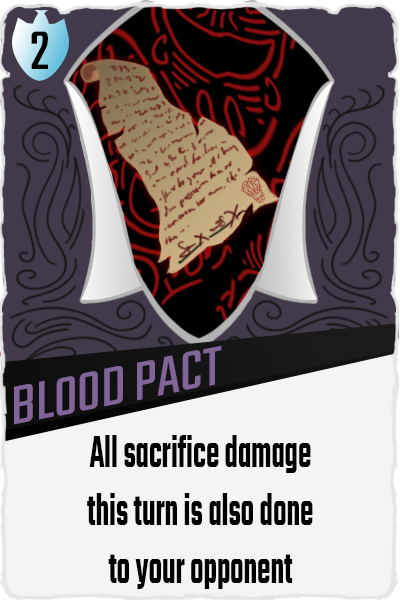 2
BLOOD PACT
All sacrifice damage
this turn is also done
to your opponent